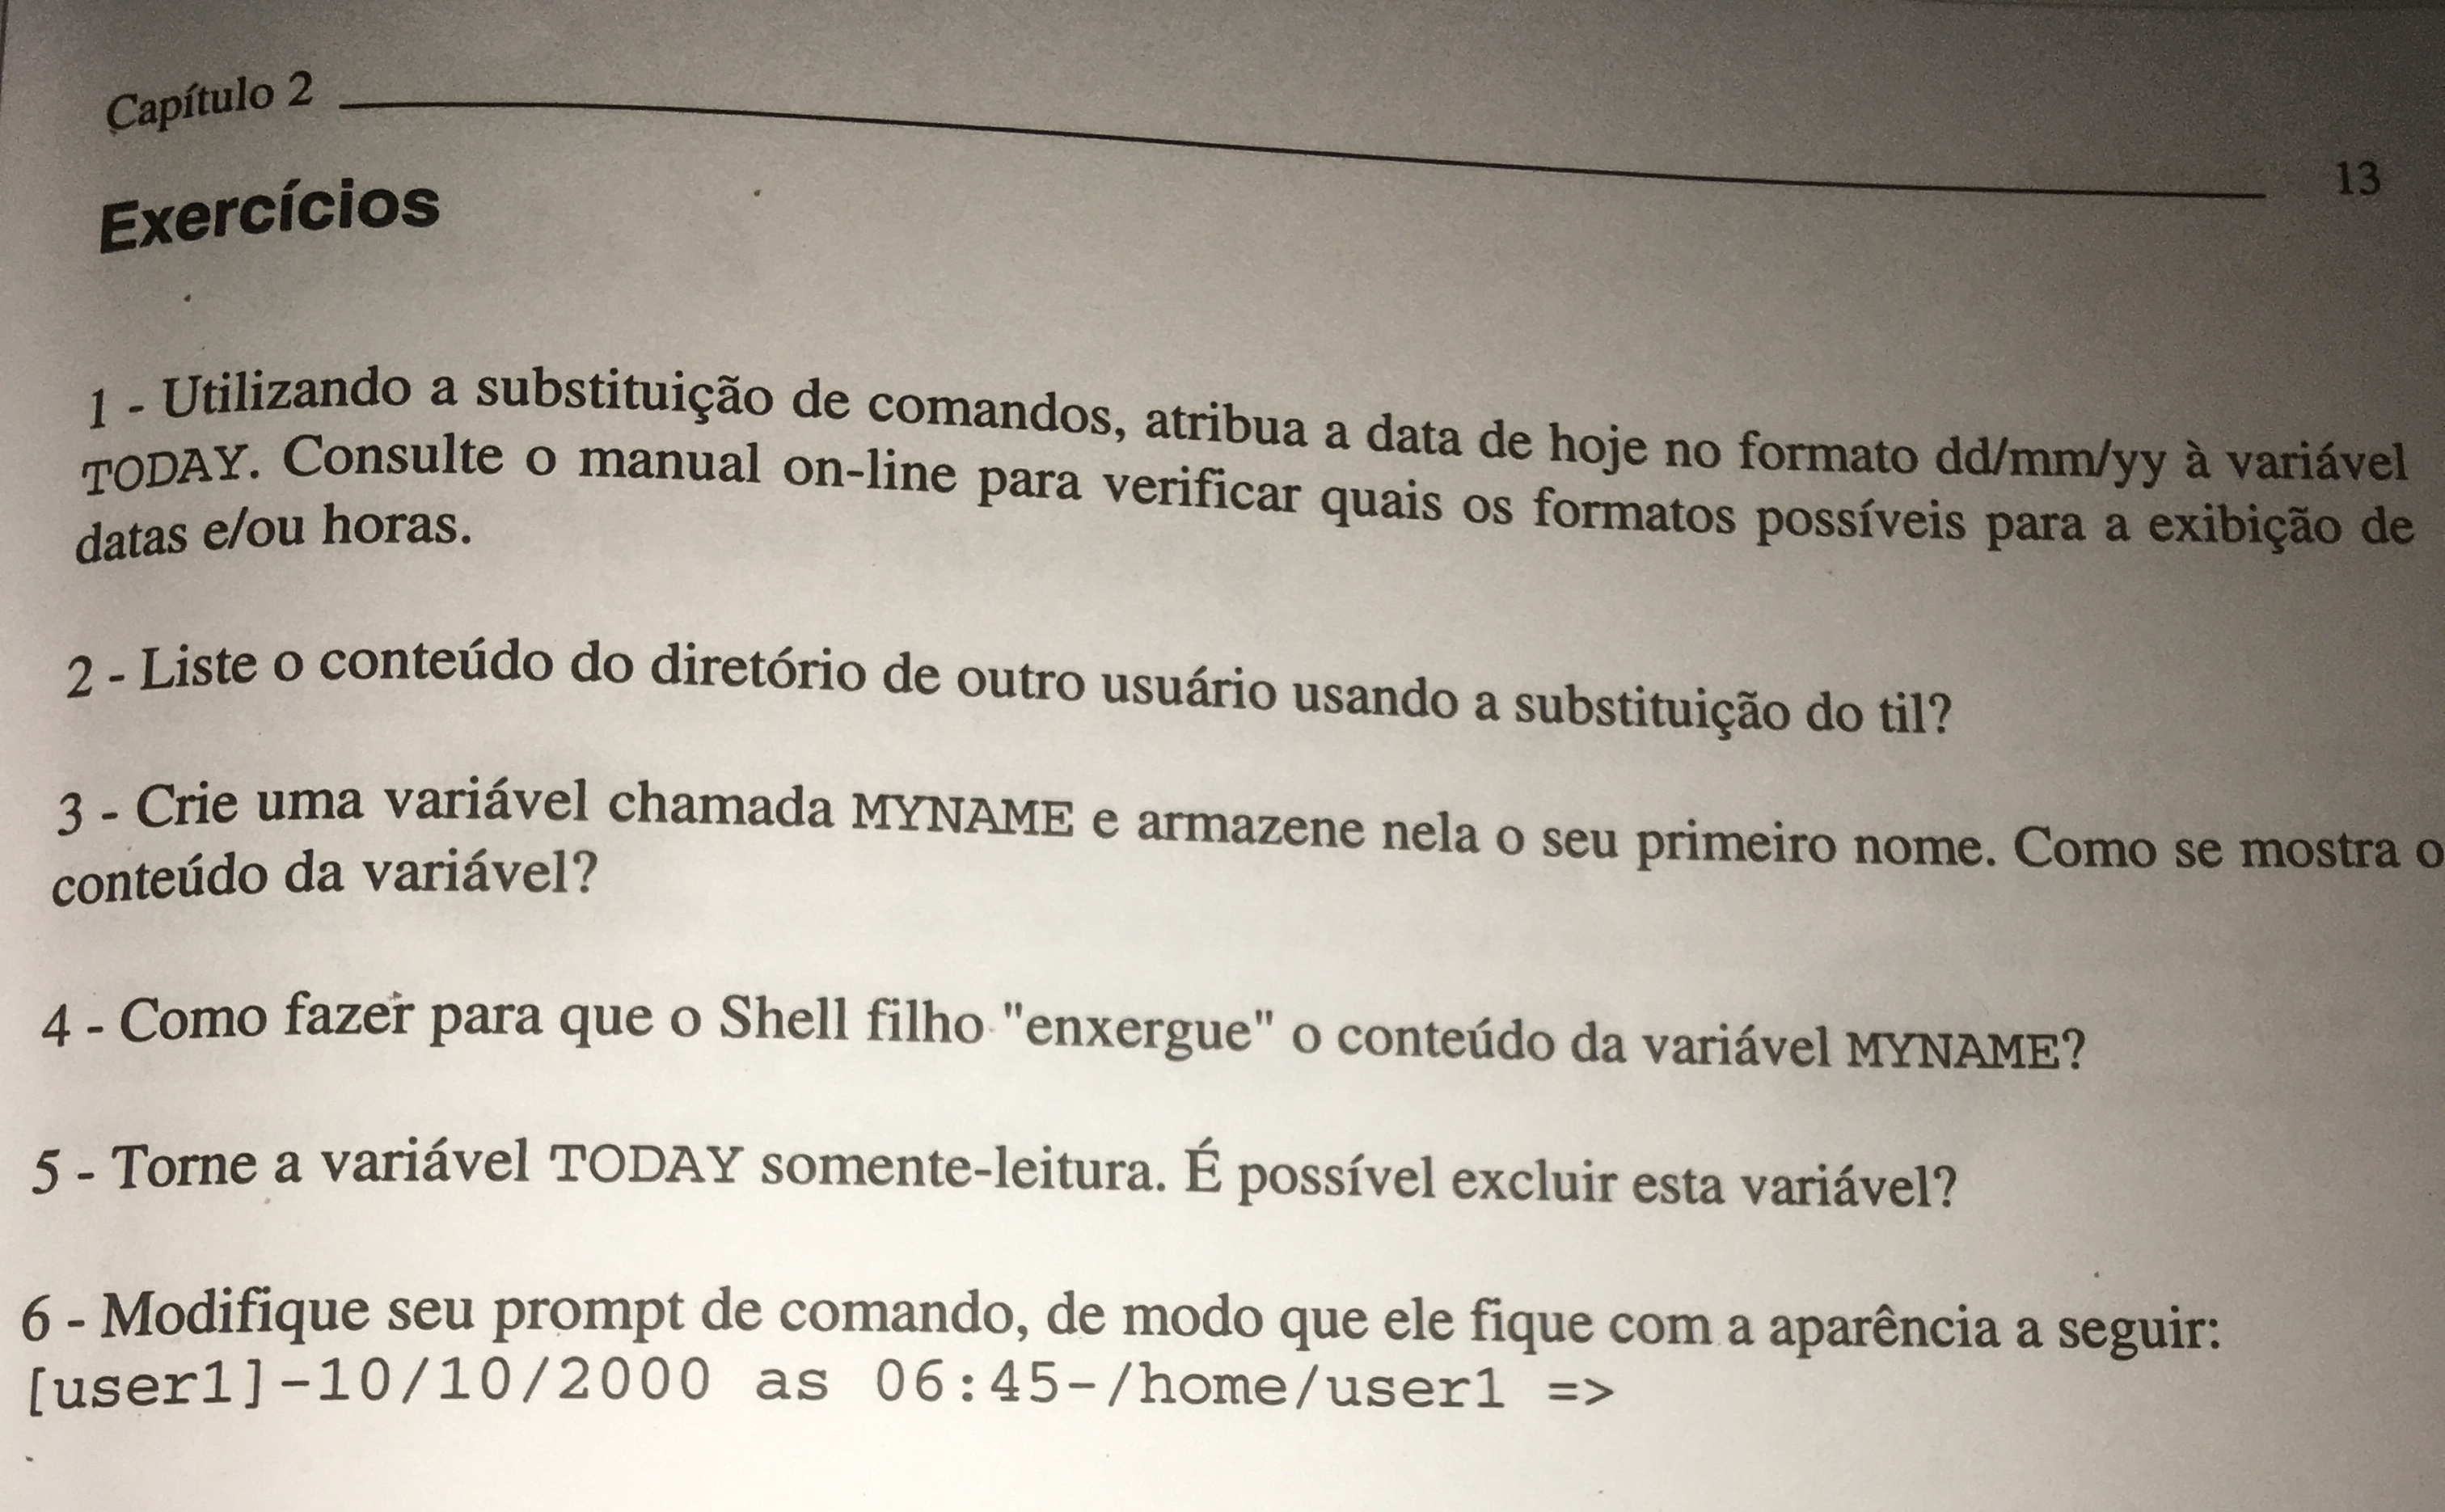 Capítulo 2
13
Exercícios
1 - Utilizando a substituição de comandos, atribua a data de hoje no formato dd/mm/yy à variável
TODAY. Consulte o manual on-line para verificar quais os formatos possíveis para a exibição de
datas e/ou horas.
2 - Liste o conteúdo do diretório de outro usuário usando a substituição do til?
3 - Crie uma variável chamada MYNAME e armazene nela o seu primeiro nome. Como se mostra o
conteúdo da variável?
4 - Como fazer para que o Shell filho "enxergue" o conteúdo da variável MYNAME?
5 - Torne a variável TODAY somente-leitura. É possível excluir esta variável?
6 - Modifique seu prompt de comando, de modo que ele fique com a aparência a seguir:
[user1]-10/10/2000 as 06:45-/home/user1 =>